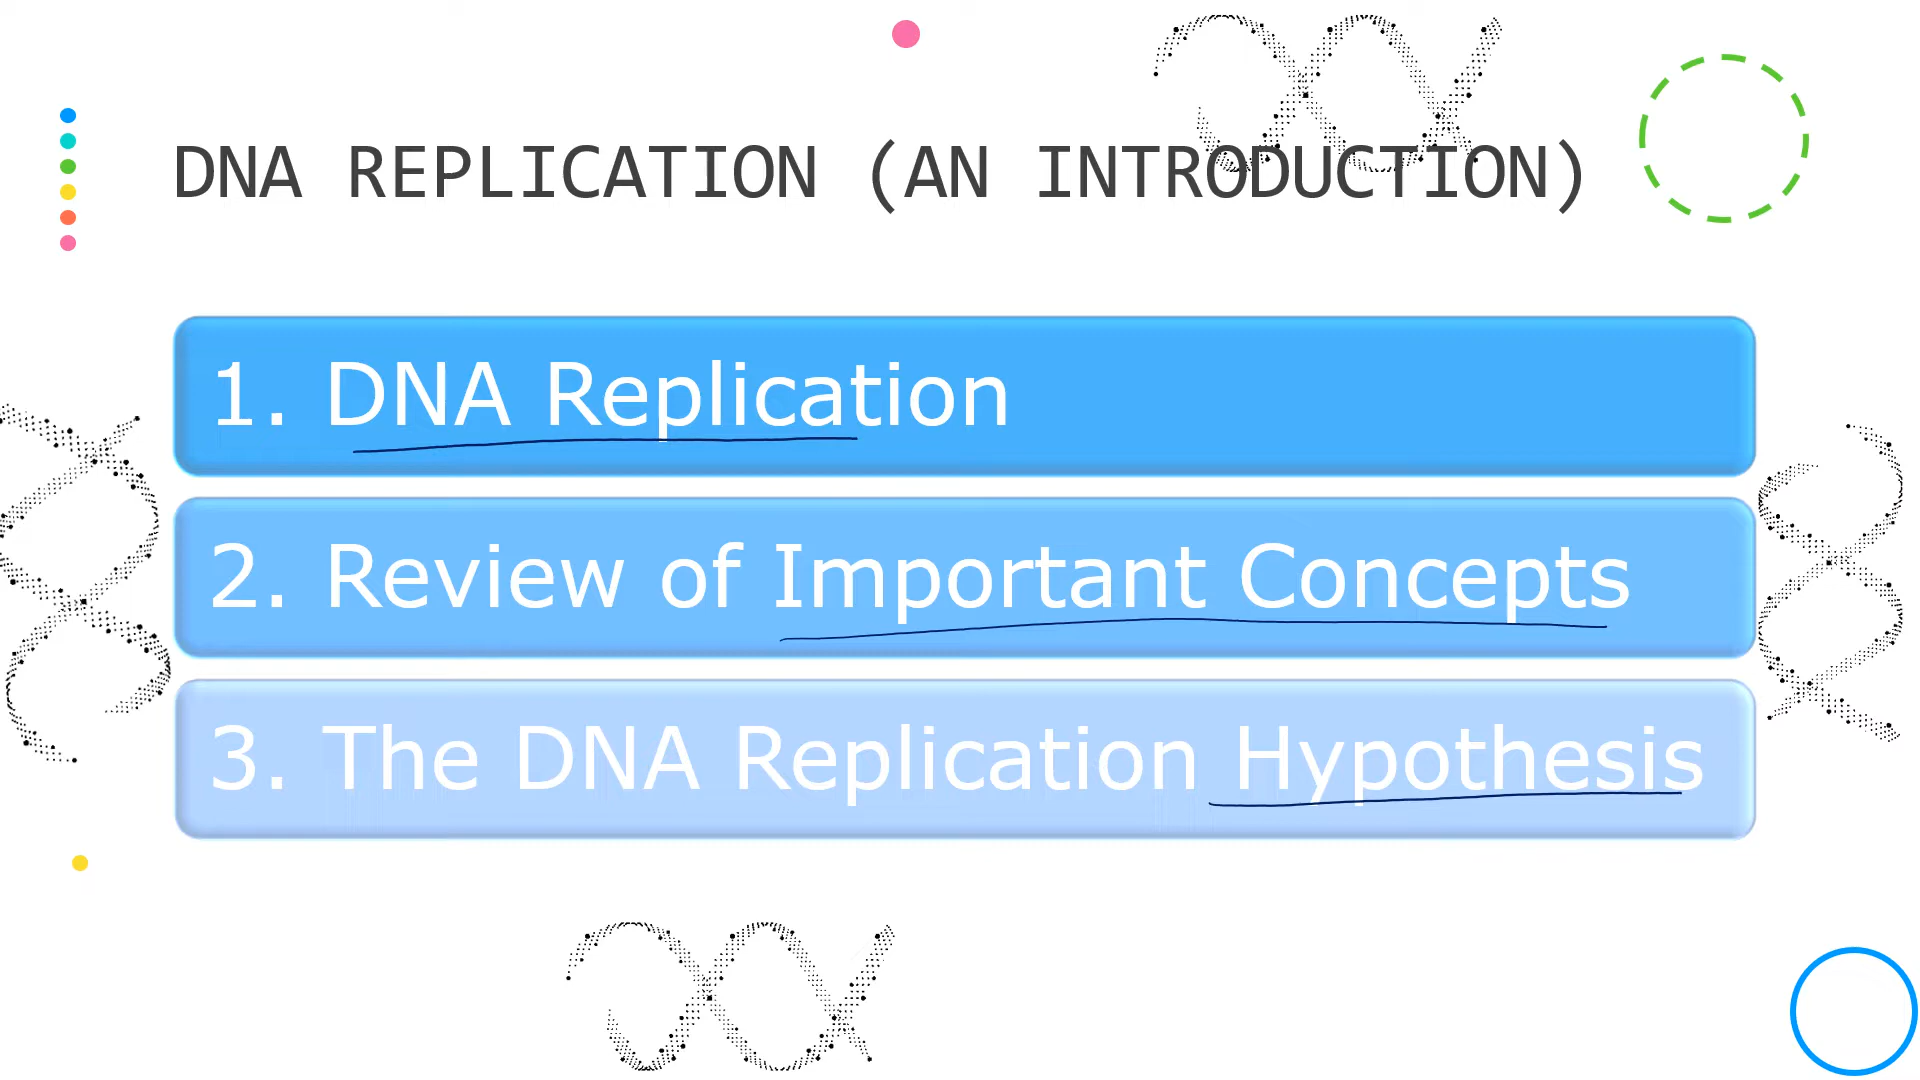 DNA REPLICATION (AN INTRODUCTION)
1. DNA Replication
2. Review of Important Concepts
3. The DNA Replication Hypothesis